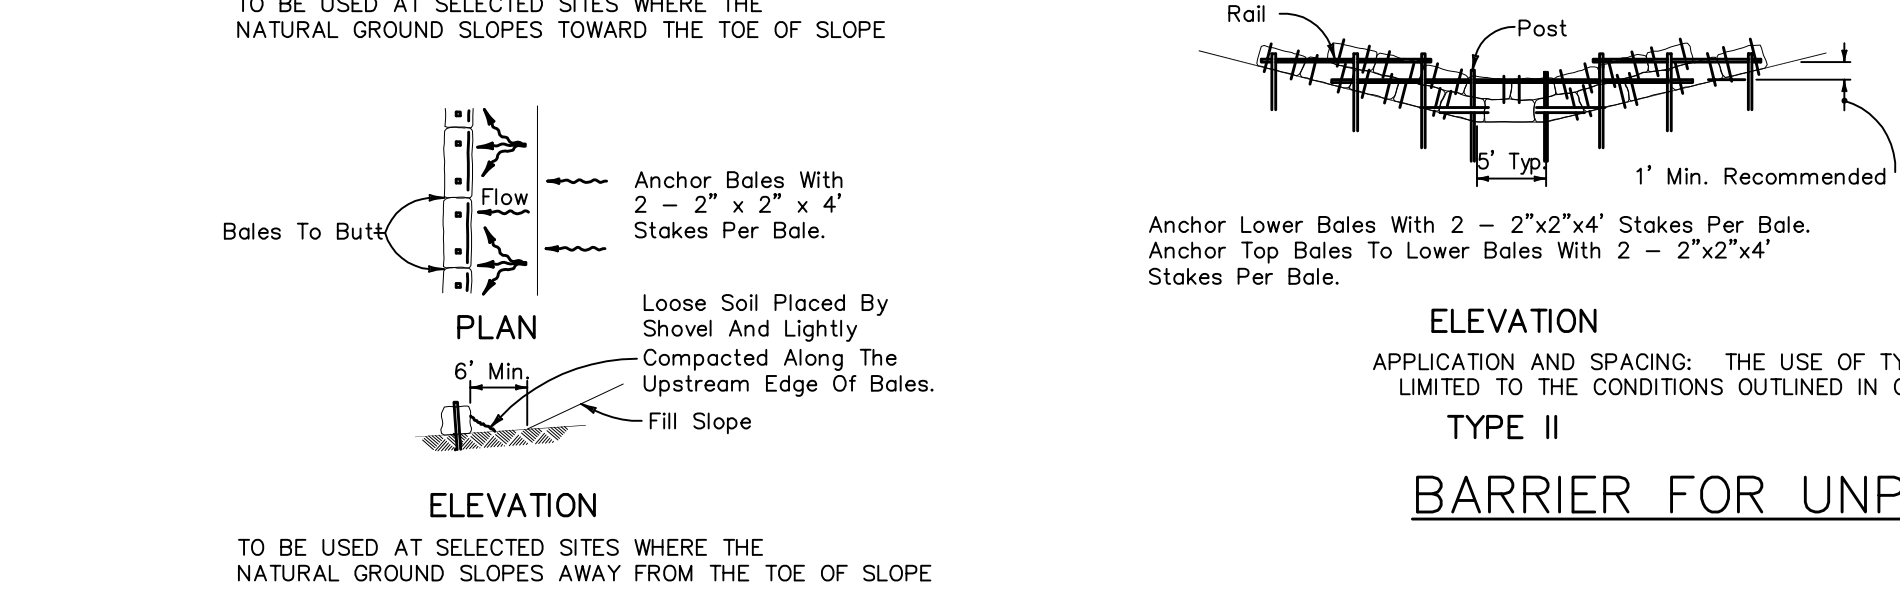 TO BE USED AT SELECTED SITES WHERE THE
NATURAL GROUND SLOPES TOWARD THE TOE OF SLOPE
Flow
Bales To Butt
Anchor Bales With
2 – 2" x 2" x 4'
Stakes Per Bale.
PLAN
Loose Soil Placed By
Shovel And Lightly
Compacted Along The
Upstream Edge Of Bales.
6' Min.
Fill Slope
ELEVATION
TO BE USED AT SELECTED SITES WHERE THE
NATURAL GROUND SLOPES AWAY FROM THE TOE OF SLOPE
Rail
Post
5' Typ.
1' Min. Recommended
Anchor Lower Bales With 2 – 2"x2"x4' Stakes Per Bale.
Anchor Top Bales To Lower Bales With 2 – 2"x2"x4'
Stakes Per Bale.
ELEVATION
APPLICATION AND SPACING: THE USE OF TY
LIMITED TO THE CONDITIONS OUTLINED IN
TYPE II
BARRIER FOR UNP